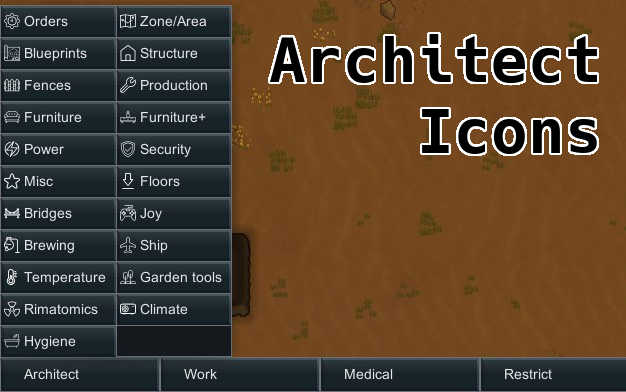 Architect
Icons
Orders
Zone/Area
Blueprints
Structure
Fences
Production
Furniture
Furniture+
Power
Security
Misc
Floors
Bridges
Joy
Brewing
Ship
Temperature
Garden tools
Rimatomics
Climate
Hygiene
Architect
Work
Medical
Restrict